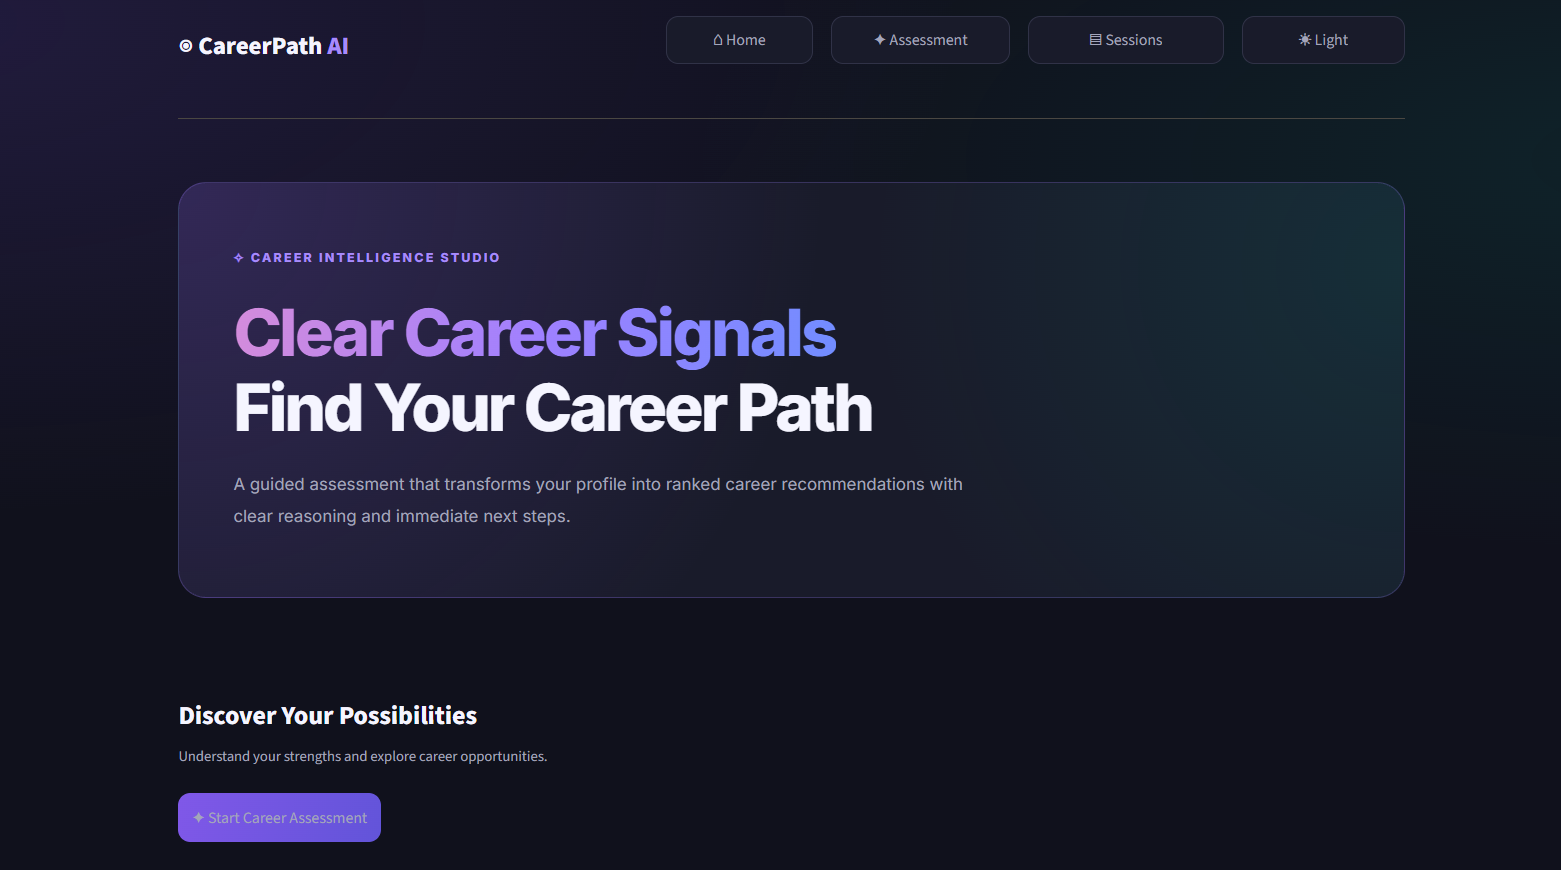 CareerPath AI
Home
Assessment
Sessions
Light
CAREER INTELLIGENCE STUDIO
Clear Career Signals
Find Your Career Path
A guided assessment that transforms your profile into ranked career recommendations with
clear reasoning and immediate next steps.
Discover Your Possibilities
Understand your strengths and explore career opportunities.
Start Career Assessment